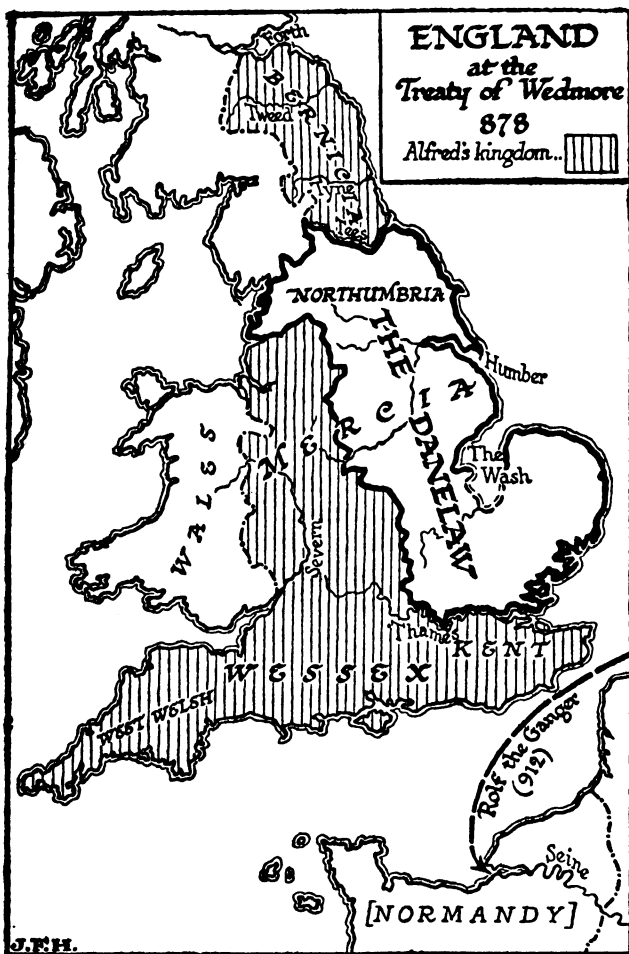 ENGLAND
at the
Treaty of Wedmore
878
Alfred's kingdom..
Forth
BERNICIA
Tweed
Tyne
Tees
NORTHUMBRIA
THE DANELAW
Humber
MERCIA
The
Wash
WALES
Severn
Thames
KENT
WESSEX
WEST WELSH
Rolf the Ganger
(912)
Seine
[NORMANDY]
J.F.H.